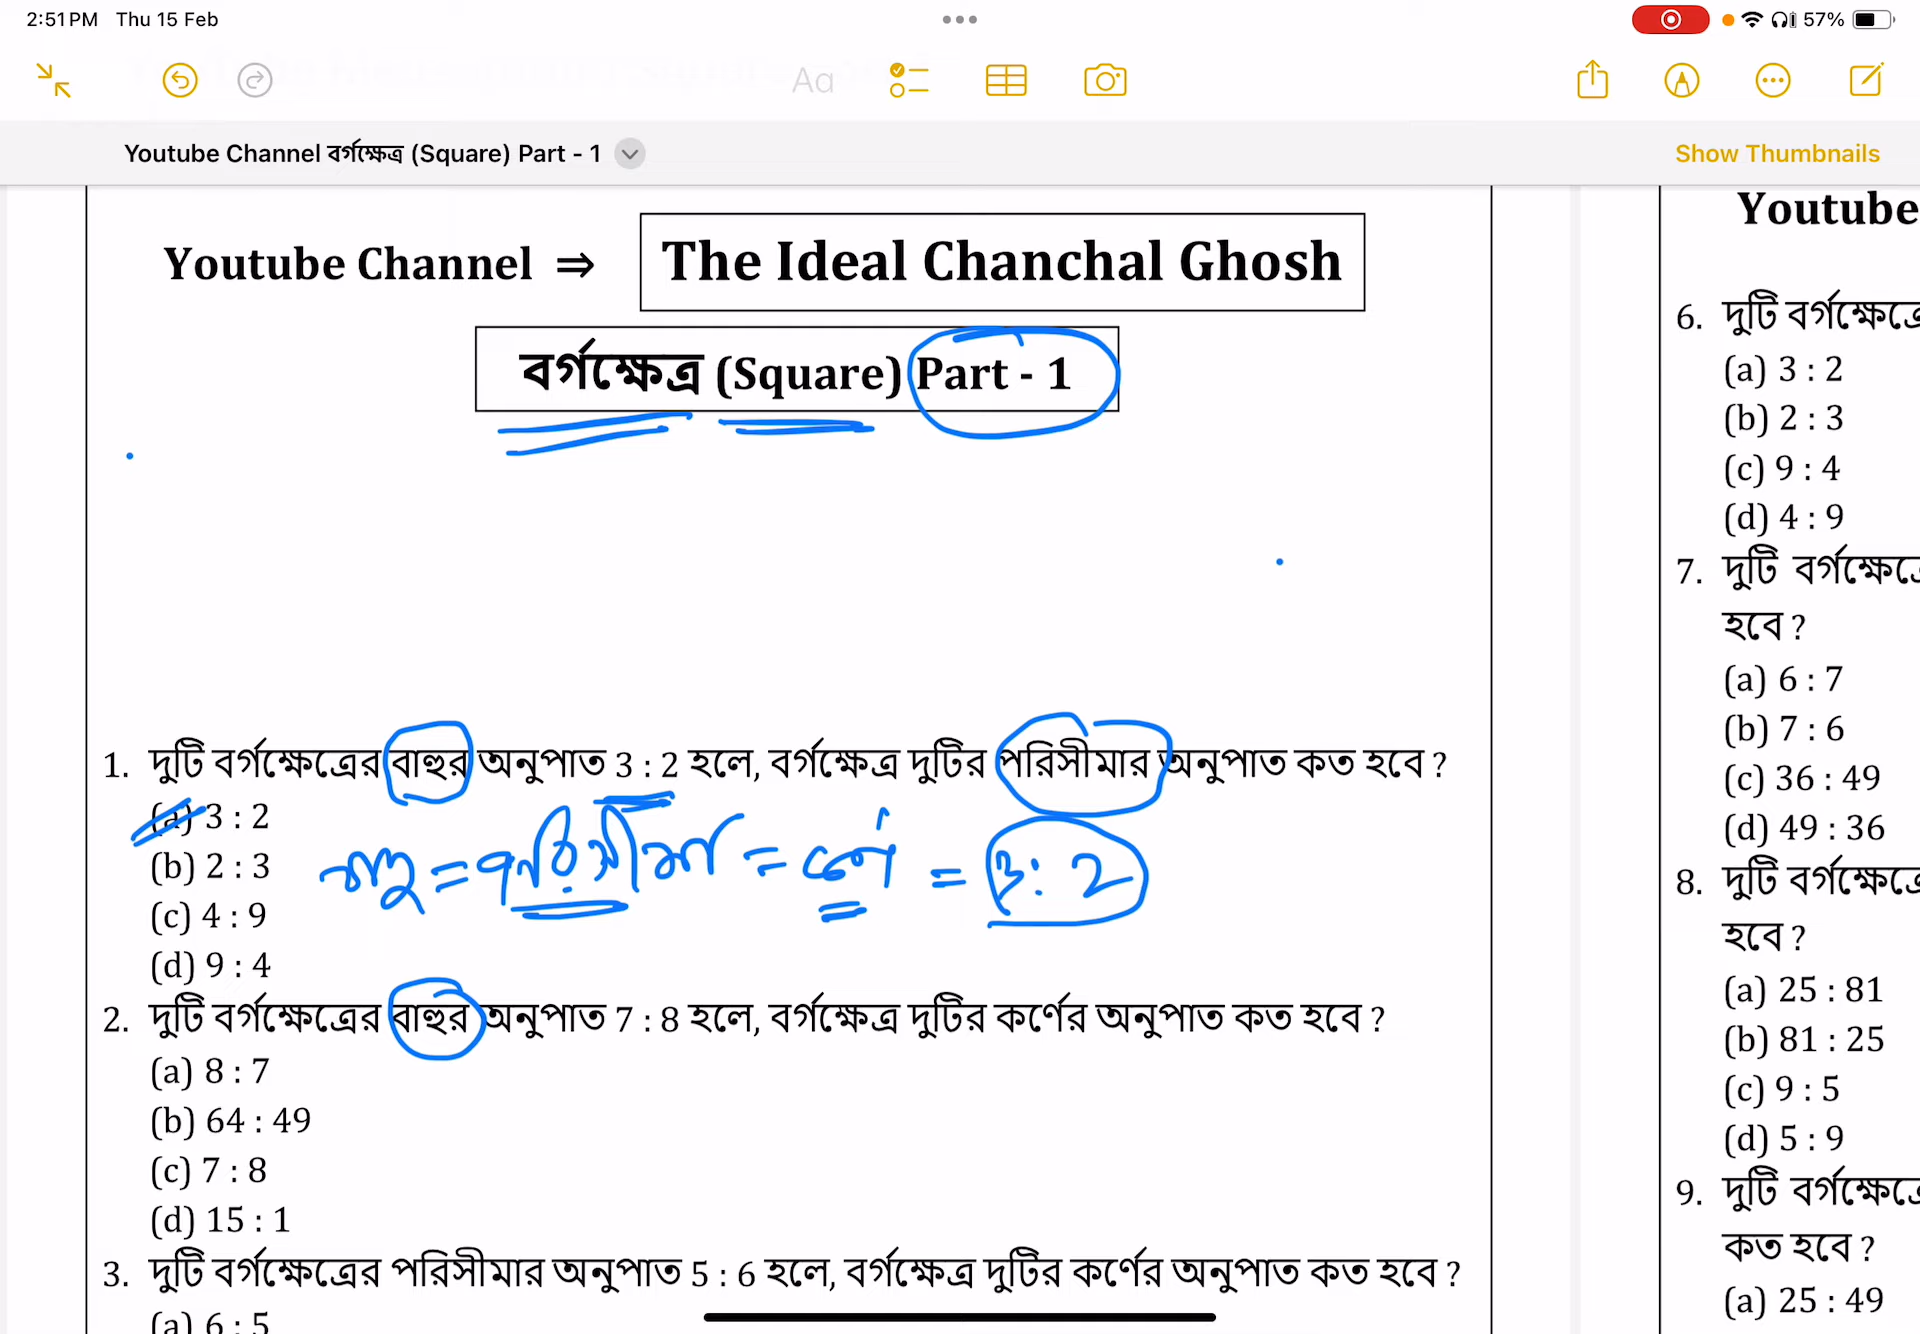 2:51 PM Thu 15 Feb
57%
Aa
Youtube Channel বর্গক্ষেত্র (Square) Part - 1
Show Thumbnails
Youtube Channel ⇒ The Ideal Chanchal Ghosh
বর্গক্ষেত্র (Square) Part - 1
1. দুটি বর্গক্ষেত্রের বাহুর অনুপাত 3 : 2 হলে, বর্গক্ষেত্র দুটির পরিসীমার অনুপাত কত হবে ?
(a) 3 : 2
(b) 2 : 3
বাহু = পরিসীমা = কর্ণ = 3 : 2
(c) 4 : 9
(d) 9 : 4
2. দুটি বর্গক্ষেত্রের বাহুর অনুপাত 7 : 8 হলে, বর্গক্ষেত্র দুটির কর্ণের অনুপাত কত হবে ?
(a) 8 : 7
(b) 64 : 49
(c) 7 : 8
(d) 15 : 1
3. দুটি বর্গক্ষেত্রের পরিসীমার অনুপাত 5 : 6 হলে, বর্গক্ষেত্র দুটির কর্ণের অনুপাত কত হবে ?
(a) 6 : 5
Youtube
6. দুটি বর্গক্ষেত্রে
(a) 3 : 2
(b) 2 : 3
(c) 9 : 4
(d) 4 : 9
7. দুটি বর্গক্ষেত্রে
হবে ?
(a) 6 : 7
(b) 7 : 6
(c) 36 : 49
(d) 49 : 36
8. দুটি বর্গক্ষেত্রে
হবে ?
(a) 25 : 81
(b) 81 : 25
(c) 9 : 5
(d) 5 : 9
9. দুটি বর্গক্ষেত্রে
কত হবে ?
(a) 25 : 49